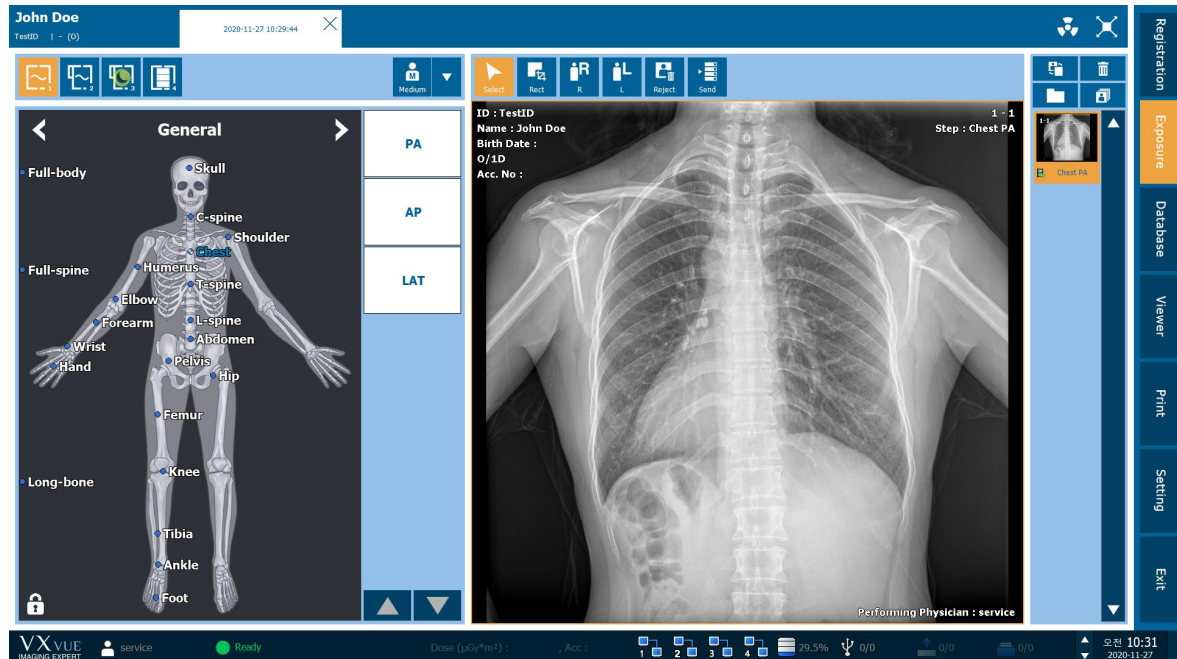 John Doe
TestID | - (0)
2020-11-27 10:29:44
1
2
3
4
M
Medium
Select
Rect
R
R
L
L
Reject
Send
General
Full-body
Skull
C-spine
Shoulder
Chest
Full-spine
Humerus
T-spine
Elbow
Forearm
L-spine
Wrist
Abdomen
Hand
Pelvis
Hip
Femur
Knee
Long-bone
Tibia
Ankle
Foot
PA
AP
LAT
ID : TestID
Name : John Doe
Birth Date :
O/1D
Acc. No :
1 - 1
Step : Chest PA
Performing Physician : service
1-1
Chest PA
Registration
Exposure
Database
Viewer
Print
Setting
Exit
VXVUE
IMAGING EXPERT
service
Ready
Dose (μGy*m²) :
, Acc :
1
2
3
4
29.5%
0/0
0/0
0/0
오전 10:31
2020-11-27